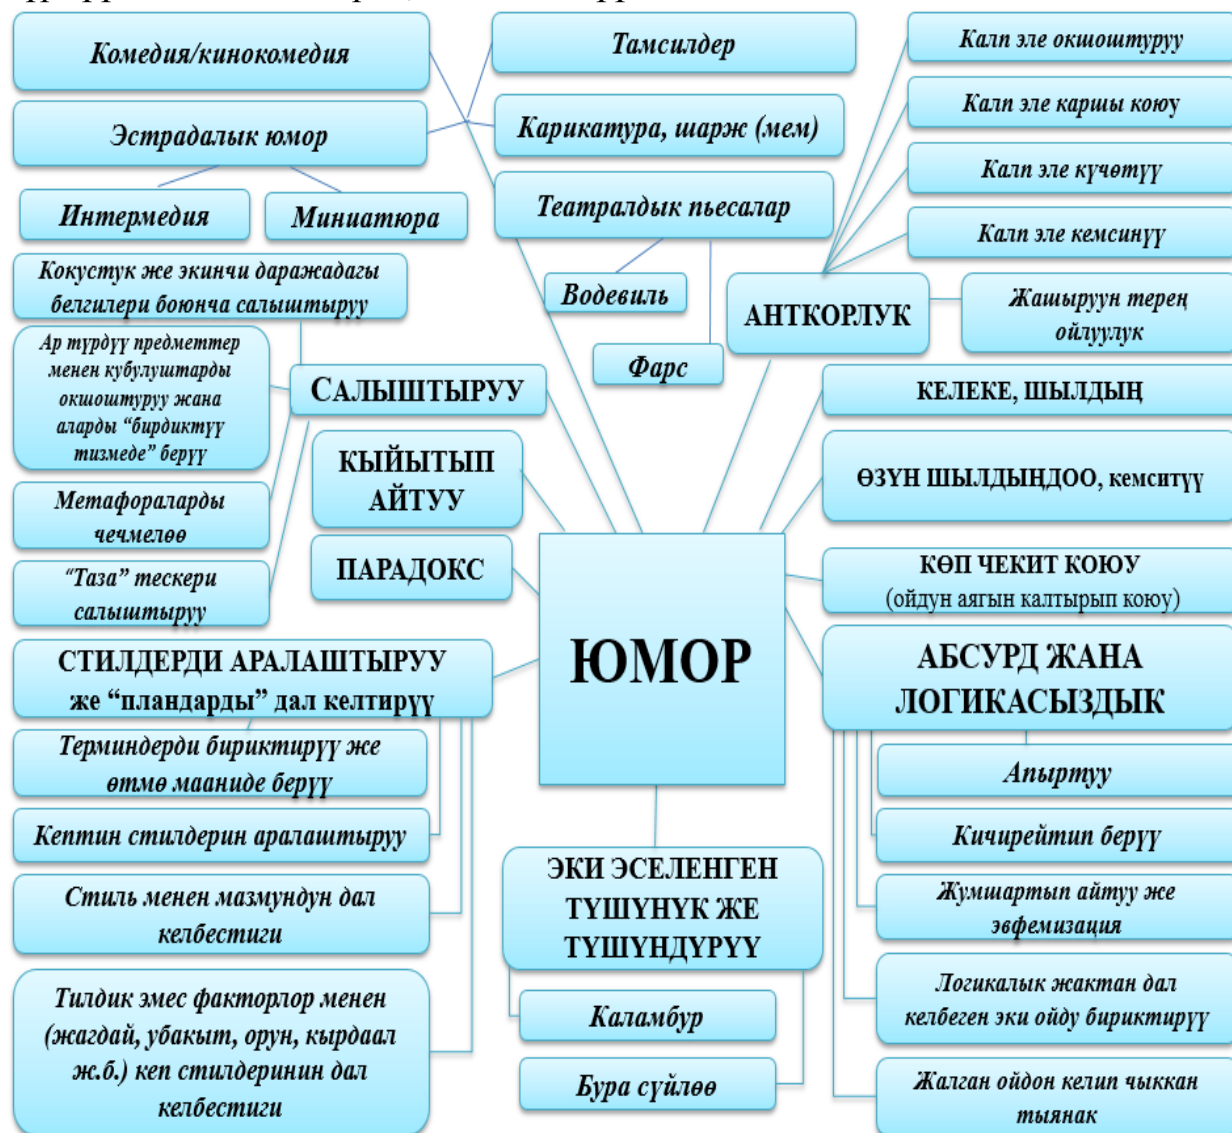 Комедия/кинокомедия
Тамсилдер
Эстрадалык юмор
Карикатура, шарж (мем)
Интермедия
Миниатюра
Театралдык пьесалар
Водевиль
Фарс
Калп эле окшоштуруу
Калп эле каршы коюу
Калп эле күчөтүү
Калп эле кемсинүү
АНТКОРЛУК
Жашыруун терең
ойлуулук
Кокустук же экинчи даражадагы
белгилери боюнча салыштыруу
Ар түрдүү предметтер
менен кубулуштарды
окшоштуруу жана
аларды “бирдиктүү
тизмеде” берүү
САЛЫШТЫРУУ
Метафораларды
чечмелөө
“Таза” тескери
салыштыруу
КЫЙЫТЫП
АЙТУУ
ПАРАДОКС
КЕЛЕКЕ, ШЫЛДЫҢ
ӨЗҮН ШЫЛДЫҢДОО, кемситүү
КӨП ЧЕКИТ КОЮУ
(ойдун аягын калтырып коюу)
ЮМОР
СТИЛДЕРДИ АРАЛАШТЫРУУ
же “пландарды” дал келтирүү
Терминдерди бириктирүү же
өтмө мааниде берүү
Кептин стилдерин аралаштыруу
Стиль менен мазмундун дал
келбестиги
Тилдик эмес факторлор менен
(жагдай, убакыт, орун, кырдаал
ж.б.) кеп стилдеринин дал
келбестиги
ЭКИ ЭСЕЛЕНГЕН
ТҮШҮНҮК ЖЕ
ТҮШҮНДҮРҮҮ
Каламбур
Бура сүйлөө
АБСУРД ЖАНА
ЛОГИКАСЫЗДЫК
Апыртуу
Кичирейтип берүү
Жумшартып айтуу же
эвфемизация
Логикалык жактан дал
келбеген эки ойду бириктирүү
Жалган ойдон келип чыккан
тыянак